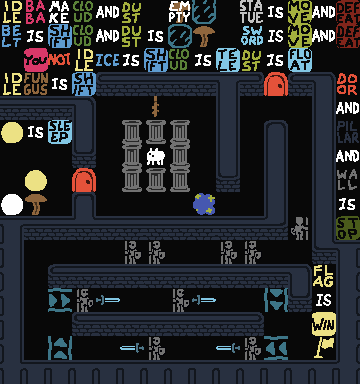 IDLE BABA MAKE CLOUD AND DUST EMPTY STATUE IS MOVE AND DEFEAT
BELT IS SHIFT CLOUD AND DUST IS SWORD IS MOVE AND DEFEAT
YOU NOT IDLE ICE IS SHIFT CLOUD IS TELE DUST IS FLOAT
IDLE FUNGUS IS SHIFT
IS SLEEP
DOOR
AND
PILLAR
AND
WALL
IS
STOP
FLAG
IS
WIN